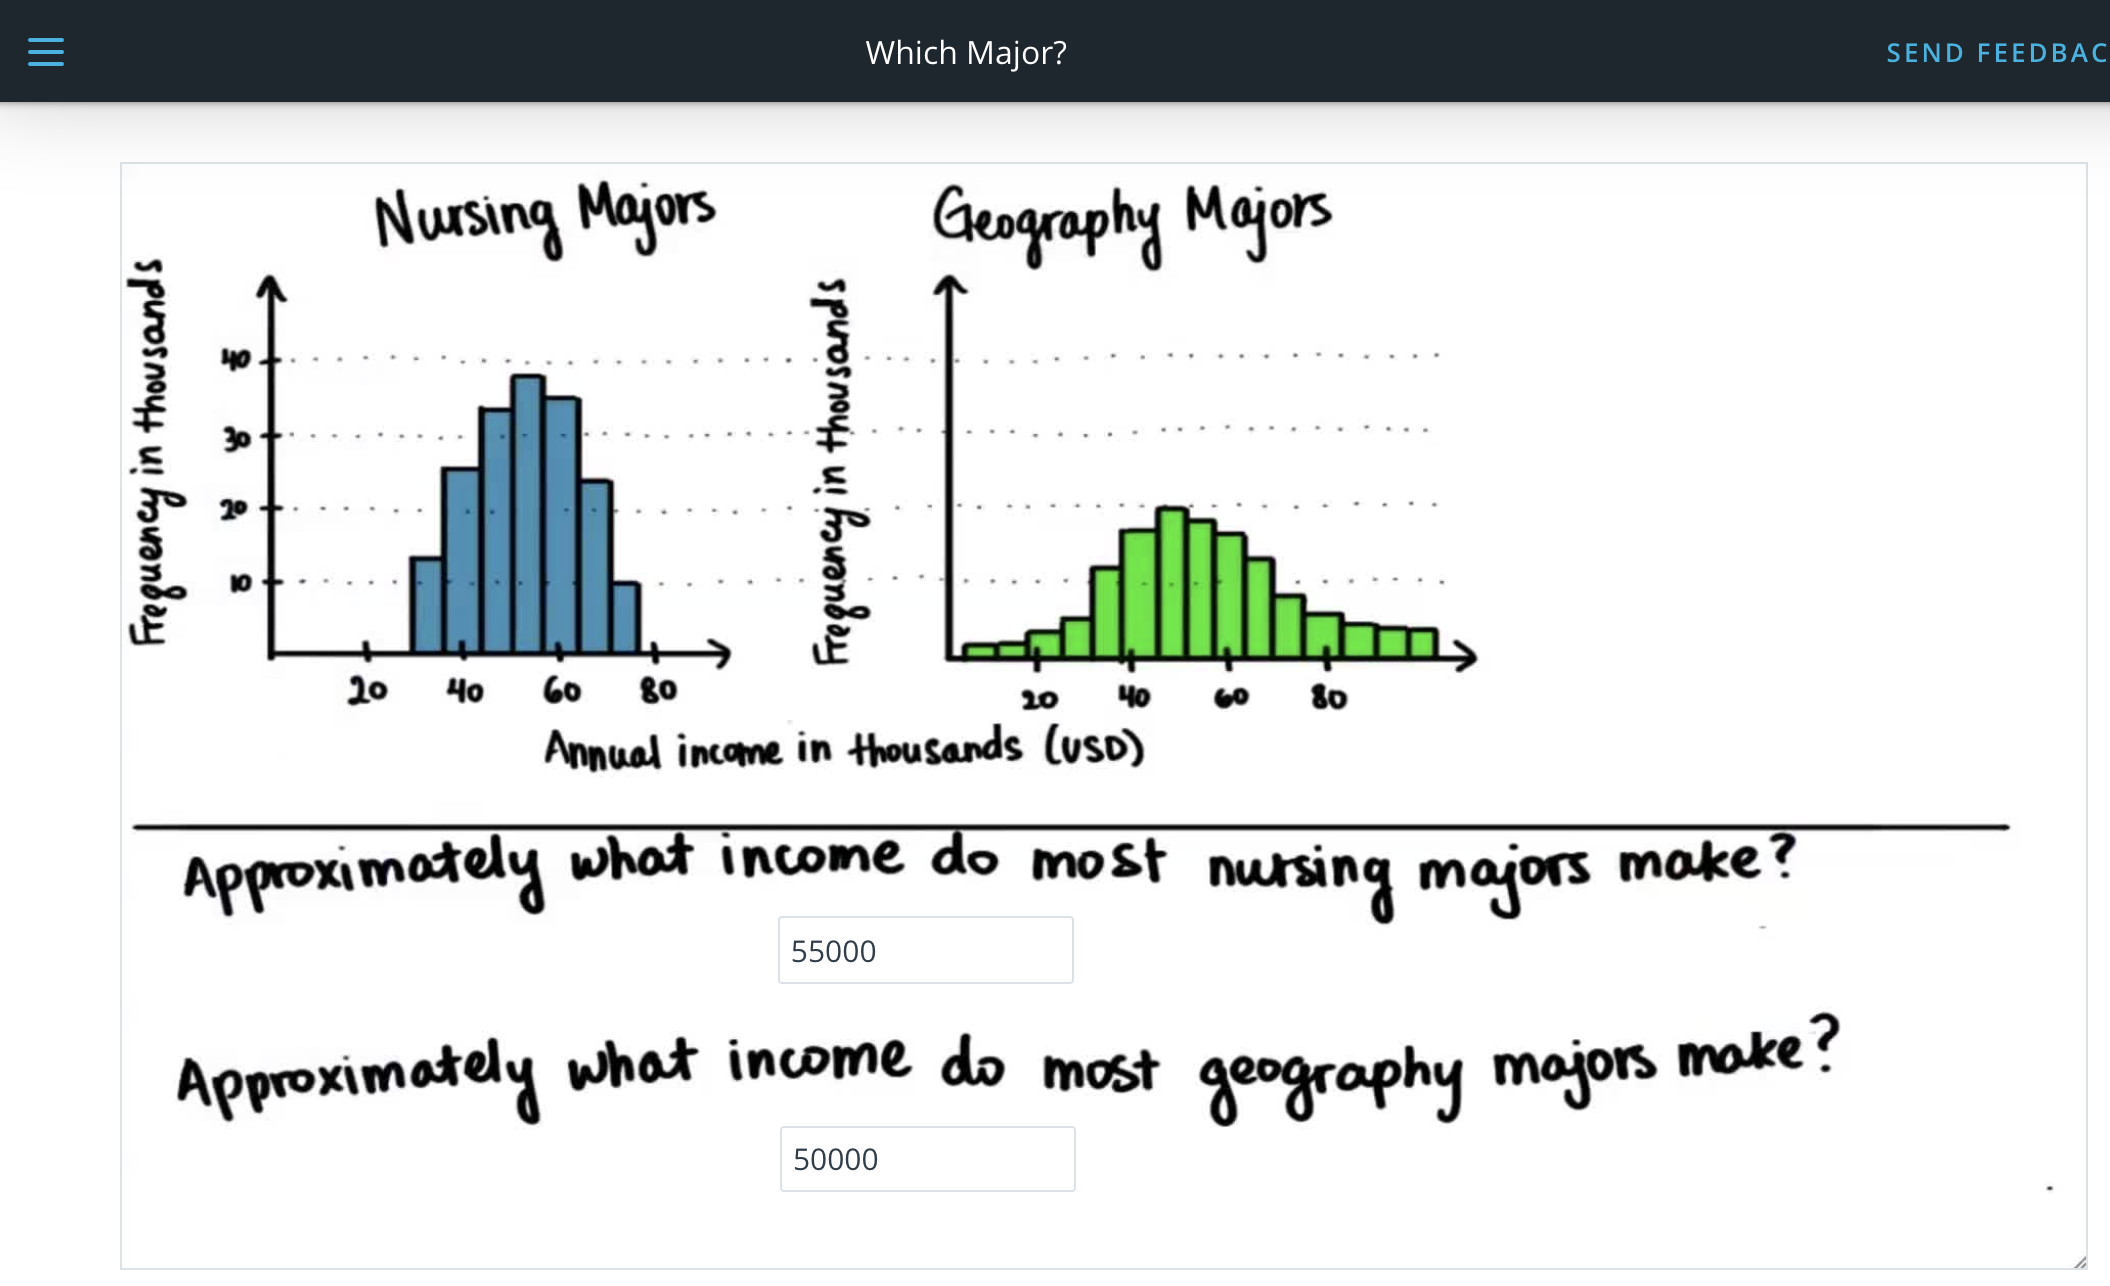 Which Major?
SEND FEEDBAC
Nursing Majors
Geography Majors
Frequency in thousands
40
30
20
10
20 40 60 80
Frequency in thousands
20 40 60 80
Annual income in thousands (USD)
Approximately what income do most nursing majors make?
55000
Approximately what income do most geography majors make?
50000